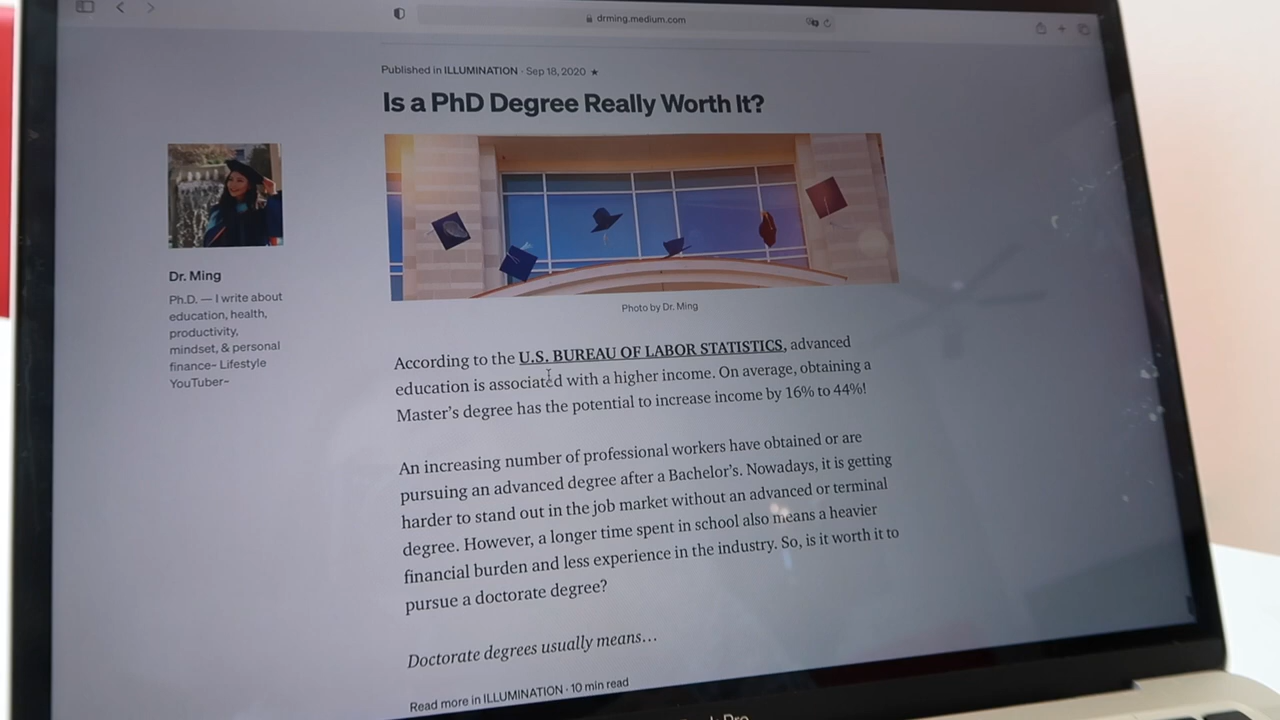 drming.medium.com
Published in ILLUMINATION · Sep 18, 2020 ★
Is a PhD Degree Really Worth It?
Dr. Ming
Ph.D. — I write about
education, health,
productivity,
mindset, & personal
finance– Lifestyle
YouTuber–
Photo by Dr. Ming
According to the U.S. BUREAU OF LABOR STATISTICS, advanced
education is associated with a higher income. On average, obtaining a
Master's degree has the potential to increase income by 16% to 44%!
An increasing number of professional workers have obtained or are
pursuing an advanced degree after a Bachelor's. Nowadays, it is getting
harder to stand out in the job market without an advanced or terminal
degree. However, a longer time spent in school also means a heavier
financial burden and less experience in the industry. So, is it worth it to
pursue a doctorate degree?
Doctorate degrees usually means…
Read more in ILLUMINATION · 10 min read
Pro